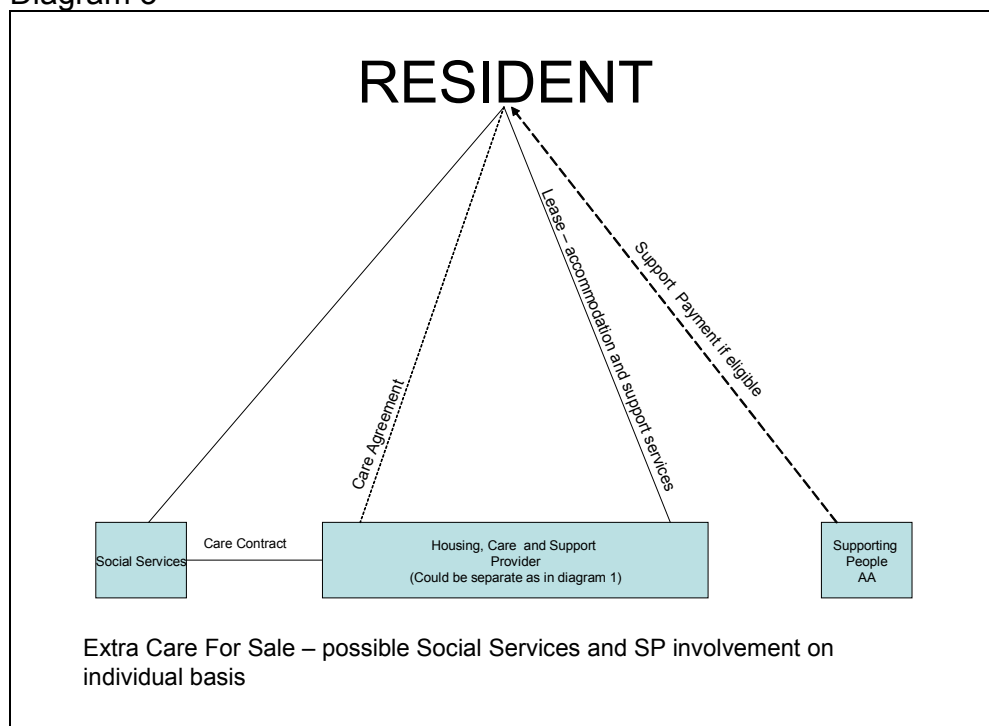 RESIDENT
Lease – accommodation and support services
Support Payment if eligible
Care Agreement
Social Services
Care Contract
Housing, Care and Support
Provider
(Could be separate as in diagram 1)
Supporting
People
AA
Extra Care For Sale – possible Social Services and SP involvement on
individual basis